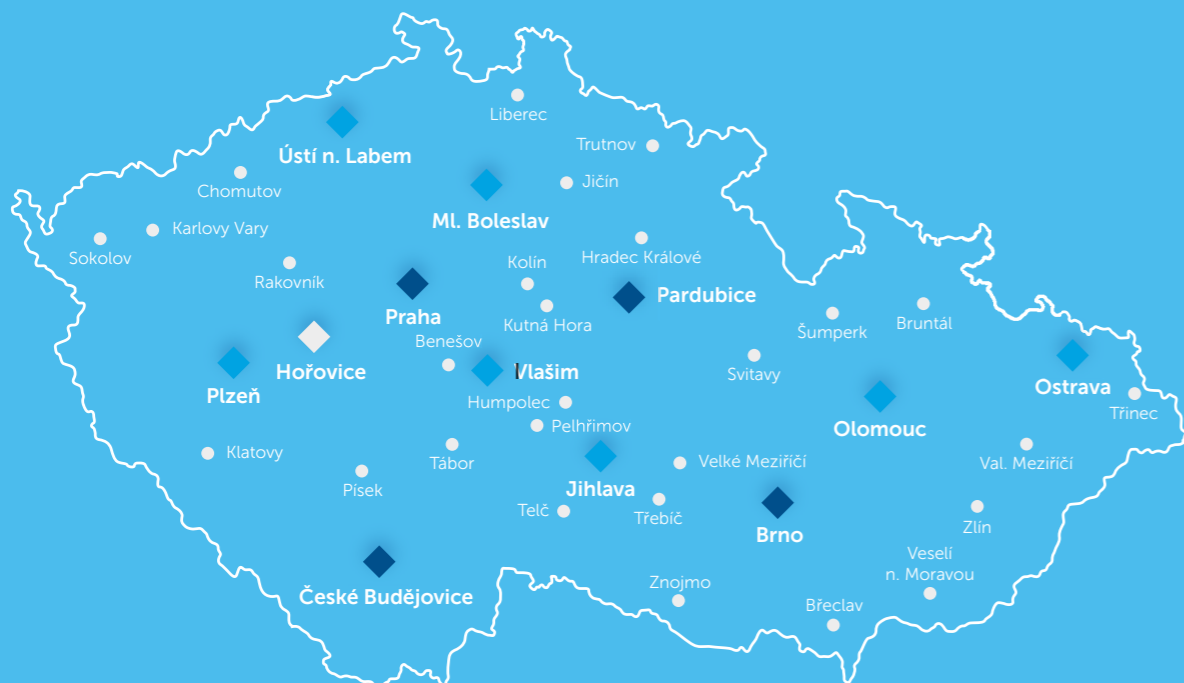 Liberec
Trutnov
Ústí n. Labem
Jičín
Chomutov
Ml. Boleslav
Karlovy Vary
Sokolov
Hradec Králové
Kolín
Rakovník
Pardubice
Praha
Kutná Hora
Bruntál
Šumperk
Benešov
Hořovice
Vlašim
Svitavy
Ostrava
Plzeň
Humpolec
Třinec
Pelhřimov
Olomouc
Klatovy
Tábor
Velké Meziříčí
Val. Meziříčí
Písek
Jihlava
Telč
Třebíč
Zlín
Brno
Veselí
n. Moravou
Znojmo
České Budějovice
Břeclav